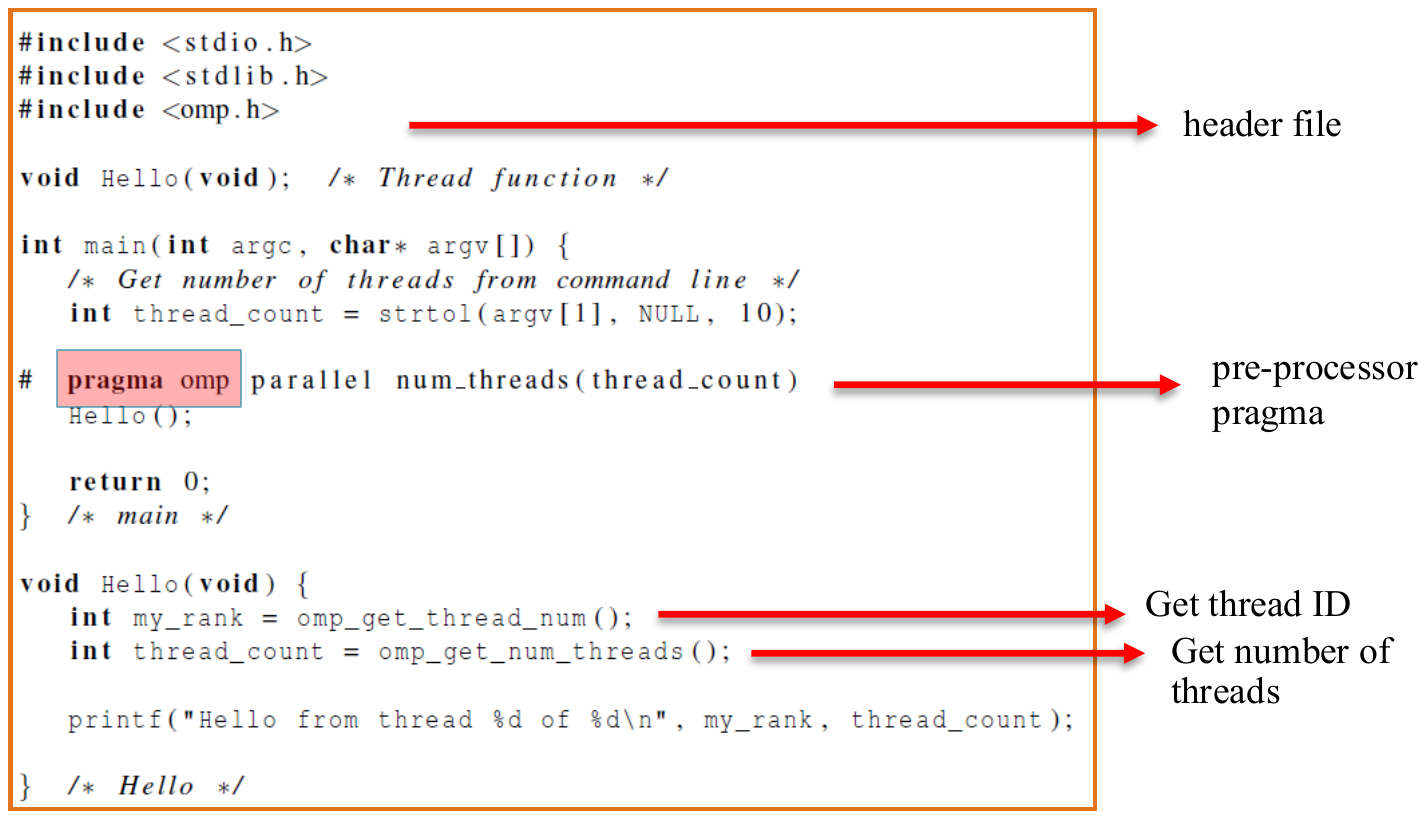 #include <stdio.h>
#include <stdlib.h>
#include <omp.h>
header file
void Hello(void); /* Thread function */
int main(int argc, char* argv[]) {
/* Get number of threads from command line */
int thread_count = strtol(argv[1], NULL, 10);
# pragma omp parallel num_threads(thread_count)
pre-processor
pragma
Hello();
return 0;
} /* main */
void Hello(void) {
int my_rank = omp_get_thread_num();
Get thread ID
int thread_count = omp_get_num_threads();
Get number of
threads
printf("Hello from thread %d of %d\n", my_rank, thread_count);
} /* Hello */